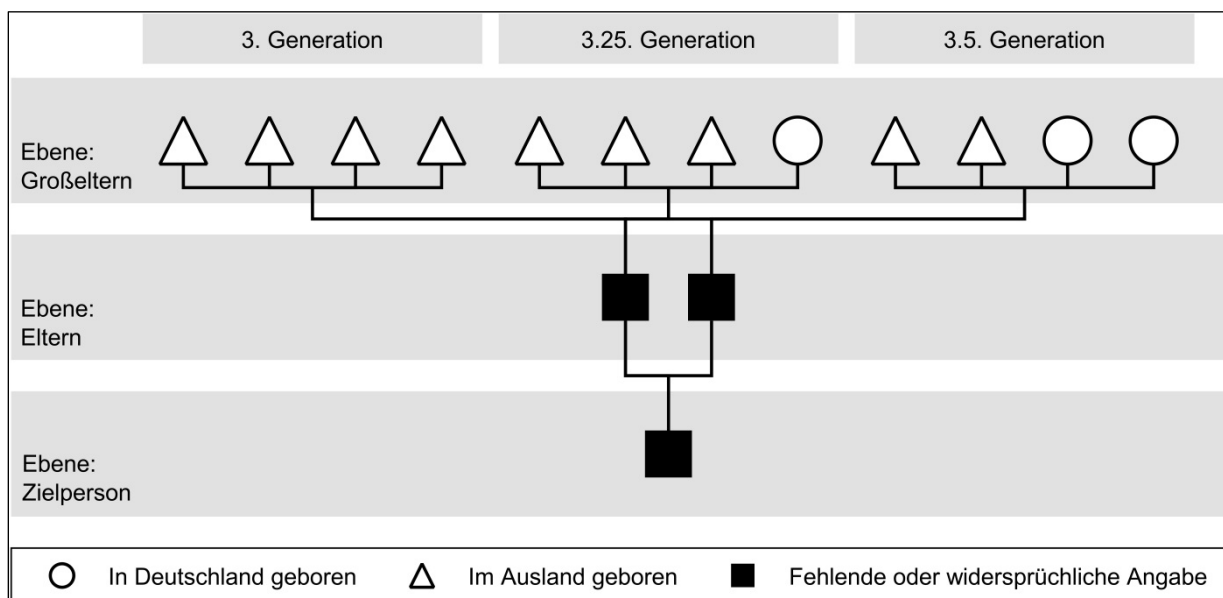 3. Generation
3.25. Generation
3.5. Generation
Ebene:
Großeltern
Ebene:
Eltern
Ebene:
Zielperson
In Deutschland geboren
Im Ausland geboren
Fehlende oder widersprüchliche Angabe